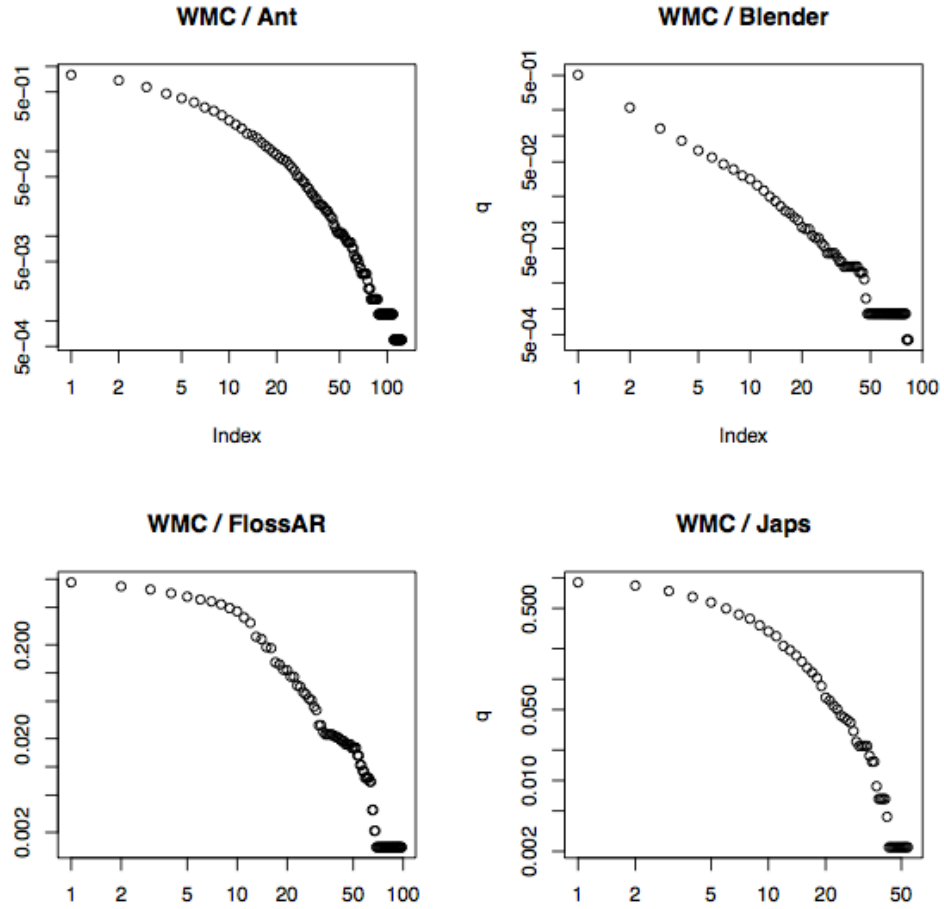 WMC / Ant
5e−01
5e−02
5e−03
5e−04
1 2 5 10 20 50 100
Index
WMC / Blender
q
5e−01
5e−02
5e−03
5e−04
1 2 5 10 20 50 100
Index
WMC / FlossAR
0.200
0.020
0.002
1 2 5 10 20 50 100
WMC / Japs
q
0.500
0.050
0.010
0.002
1 2 5 10 20 50